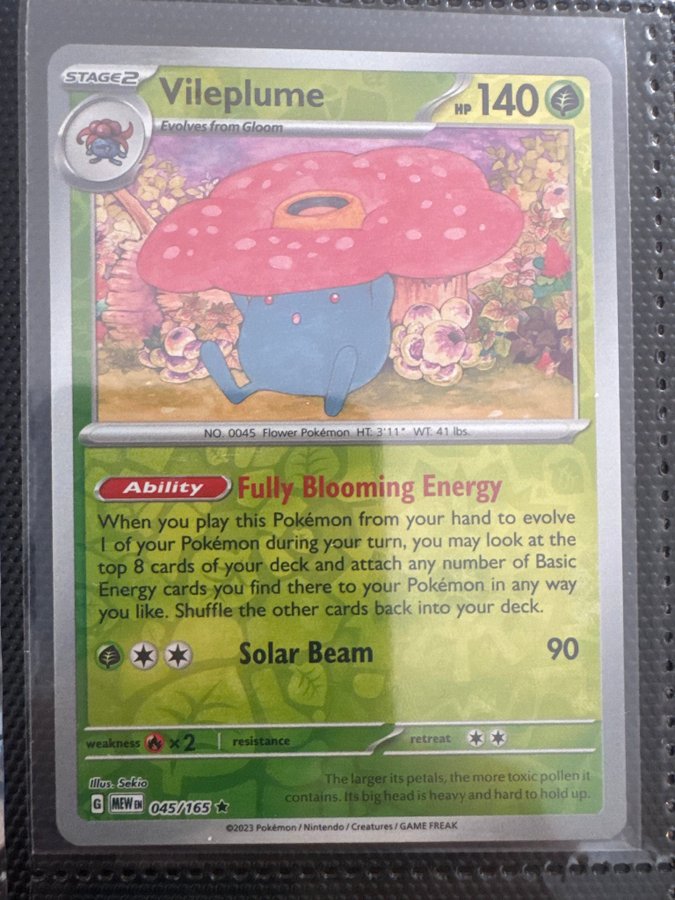 STAGE2
Vileplume
HP 140
Evolves from Gloom
NO. 0045 Flower Pokémon HT: 3'11" WT: 41 lbs.
Ability Fully Blooming Energy
When you play this Pokémon from your hand to evolve
1 of your Pokémon during your turn, you may look at the
top 8 cards of your deck and attach any number of Basic
Energy cards you find there to your Pokémon in any way
you like. Shuffle the other cards back into your deck.
Solar Beam 90
weakness ×2 resistance retreat
Illus. Sekio
The larger its petals, the more toxic pollen it
contains. Its big head is heavy and hard to hold up.
G MEW EN 045/165
©2023 Pokémon / Nintendo / Creatures / GAME FREAK